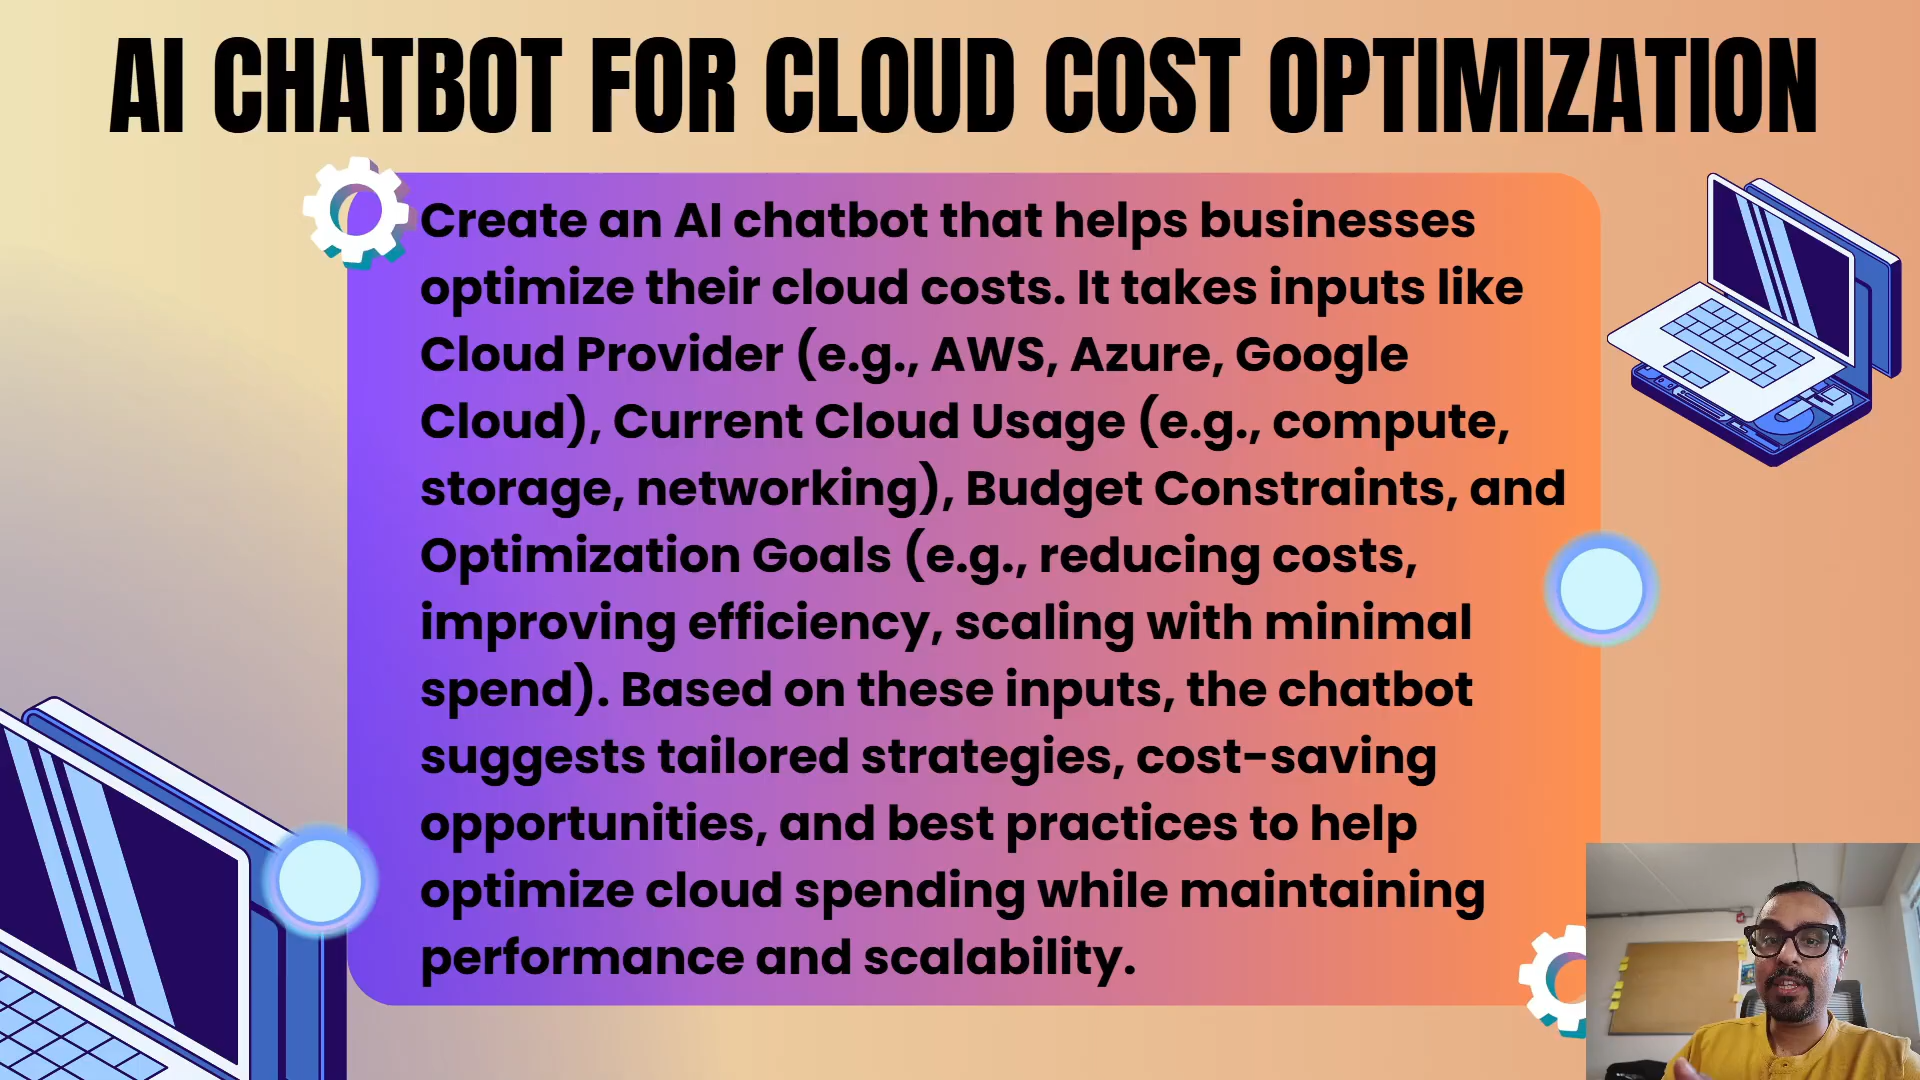 AI CHATBOT FOR CLOUD COST OPTIMIZATION
Create an AI chatbot that helps businesses
optimize their cloud costs. It takes inputs like
Cloud Provider (e.g., AWS, Azure, Google
Cloud), Current Cloud Usage (e.g., compute,
storage, networking), Budget Constraints, and
Optimization Goals (e.g., reducing costs,
improving efficiency, scaling with minimal
spend). Based on these inputs, the chatbot
suggests tailored strategies, cost-saving
opportunities, and best practices to help
optimize cloud spending while maintaining
performance and scalability.